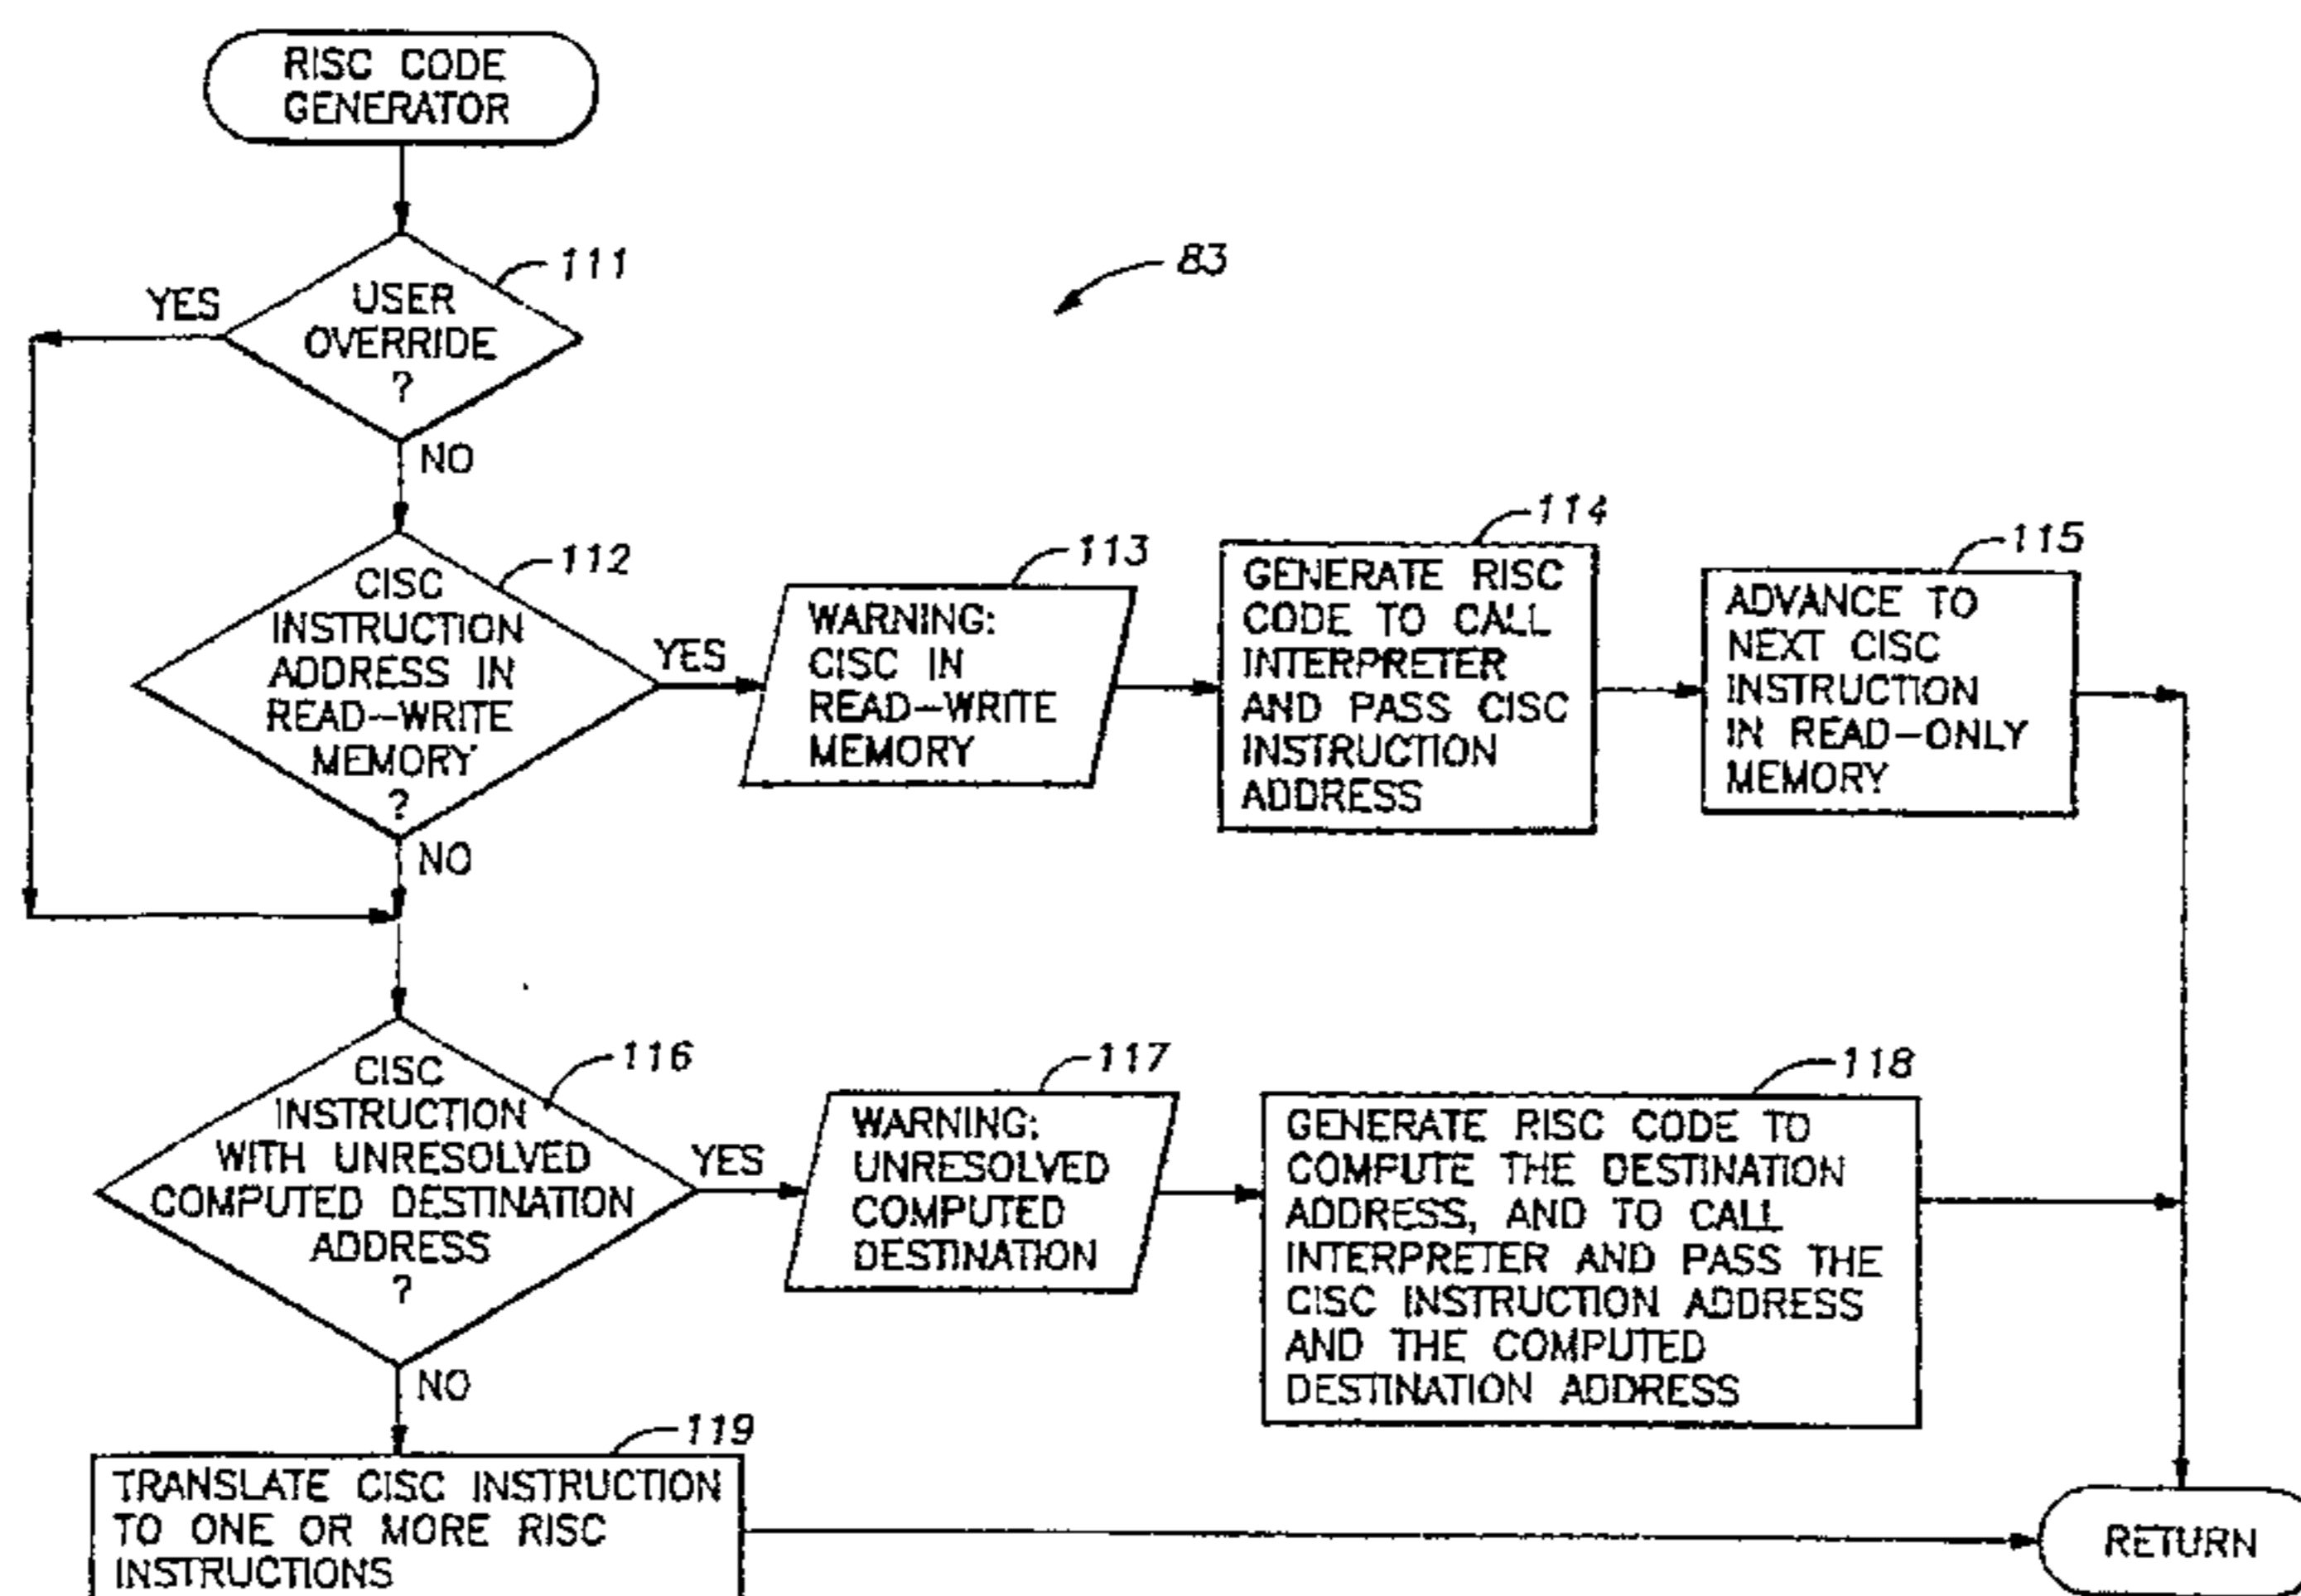 RISC CODE
GENERATOR
111
83
YES
USER
OVERRIDE
?
NO
112
CISC
INSTRUCTION
ADDRESS IN
READ-WRITE
MEMORY
?
YES
NO
113
WARNING:
CISC IN
READ-WRITE
MEMORY
114
GENERATE RISC
CODE TO CALL
INTERPRETER
AND PASS CISC
INSTRUCTION
ADDRESS
115
ADVANCE TO
NEXT CISC
INSTRUCTION
IN READ-ONLY
MEMORY
116
CISC
INSTRUCTION
WITH UNRESOLVED
COMPUTED DESTINATION
ADDRESS
?
YES
NO
117
WARNING:
UNRESOLVED
COMPUTED
DESTINATION
118
GENERATE RISC CODE TO
COMPUTE THE DESTINATION
ADDRESS, AND TO CALL
INTERPRETER AND PASS THE
CISC INSTRUCTION ADDRESS
AND THE COMPUTED
DESTINATION ADDRESS
119
TRANSLATE CISC INSTRUCTION
TO ONE OR MORE RISC
INSTRUCTIONS
RETURN